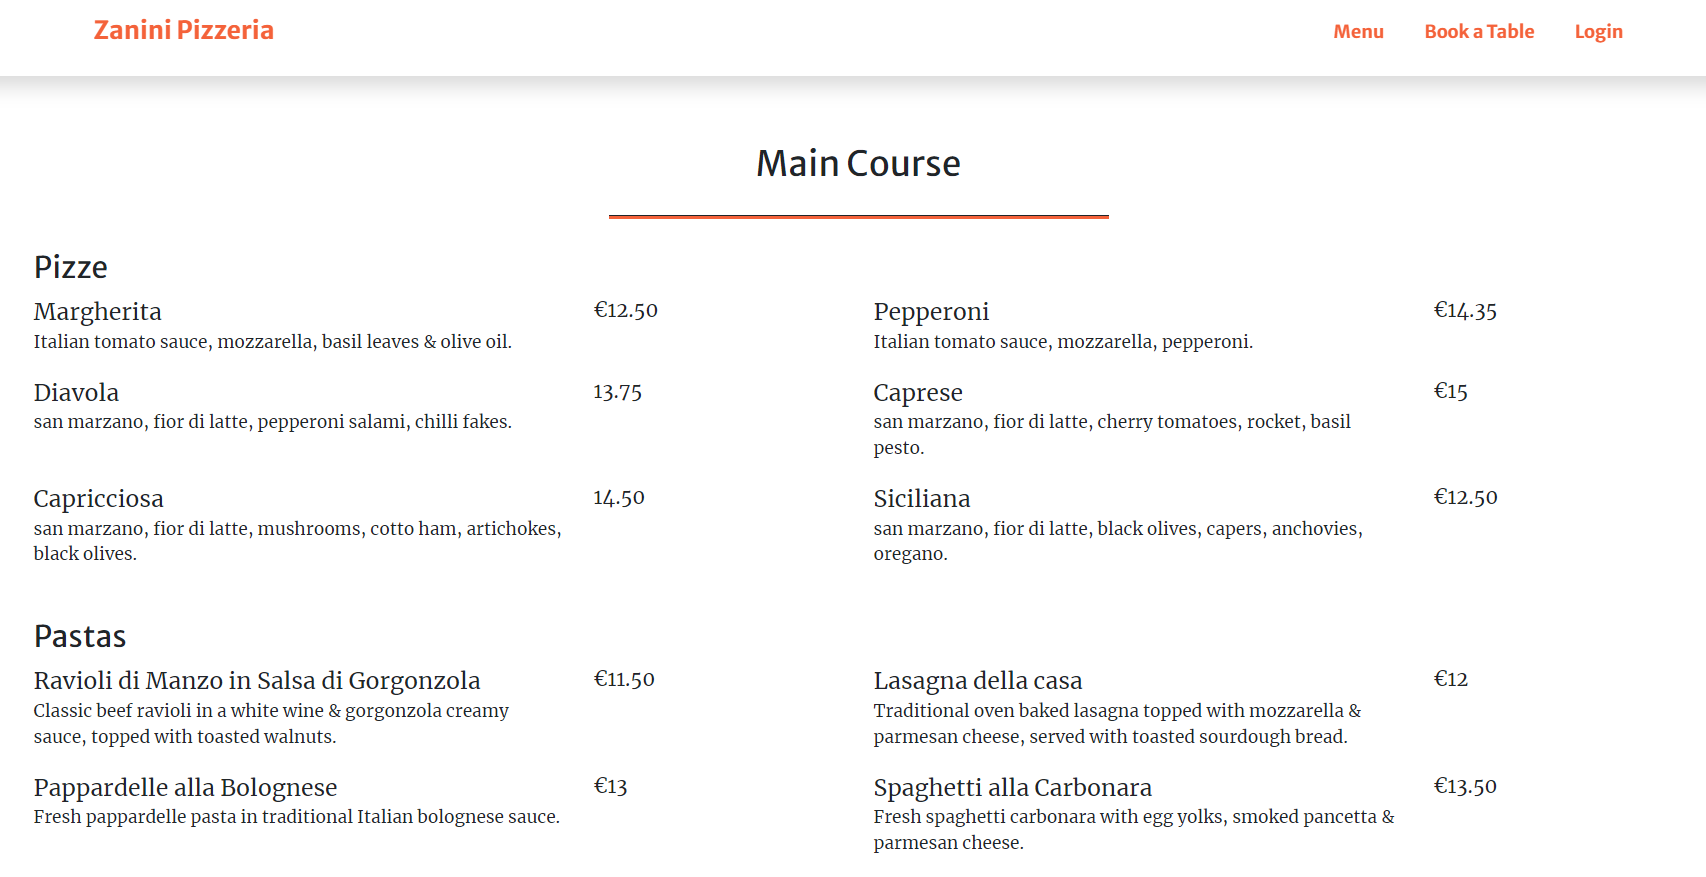 Zanini Pizzeria
Menu Book a Table Login
Main Course
Pizze
Margherita €12.50
Italian tomato sauce, mozzarella, basil leaves & olive oil.
Pepperoni €14.35
Italian tomato sauce, mozzarella, pepperoni.
Diavola 13.75
san marzano, fior di latte, pepperoni salami, chilli fakes.
Caprese €15
san marzano, fior di latte, cherry tomatoes, rocket, basil
pesto.
Capricciosa 14.50
san marzano, fior di latte, mushrooms, cotto ham, artichokes,
black olives.
Siciliana €12.50
san marzano, fior di latte, black olives, capers, anchovies,
oregano.
Pastas
Ravioli di Manzo in Salsa di Gorgonzola €11.50
Classic beef ravioli in a white wine & gorgonzola creamy
sauce, topped with toasted walnuts.
Lasagna della casa €12
Traditional oven baked lasagna topped with mozzarella &
parmesan cheese, served with toasted sourdough bread.
Pappardelle alla Bolognese €13
Fresh pappardelle pasta in traditional Italian bolognese sauce.
Spaghetti alla Carbonara €13.50
Fresh spaghetti carbonara with egg yolks, smoked pancetta &
parmesan cheese.